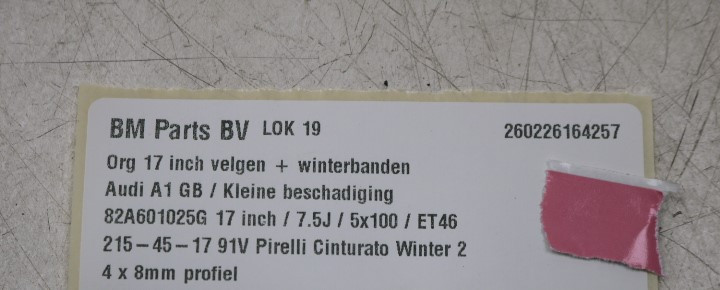 BM Parts BV LOK 19 260226164257
Org 17 inch velgen + winterbanden
Audi A1 GB / Kleine beschadiging
82A601025G 17 inch / 7.5J / 5x100 / ET46
215-45-17 91V Pirelli Cinturato Winter 2
4 x 8mm profiel